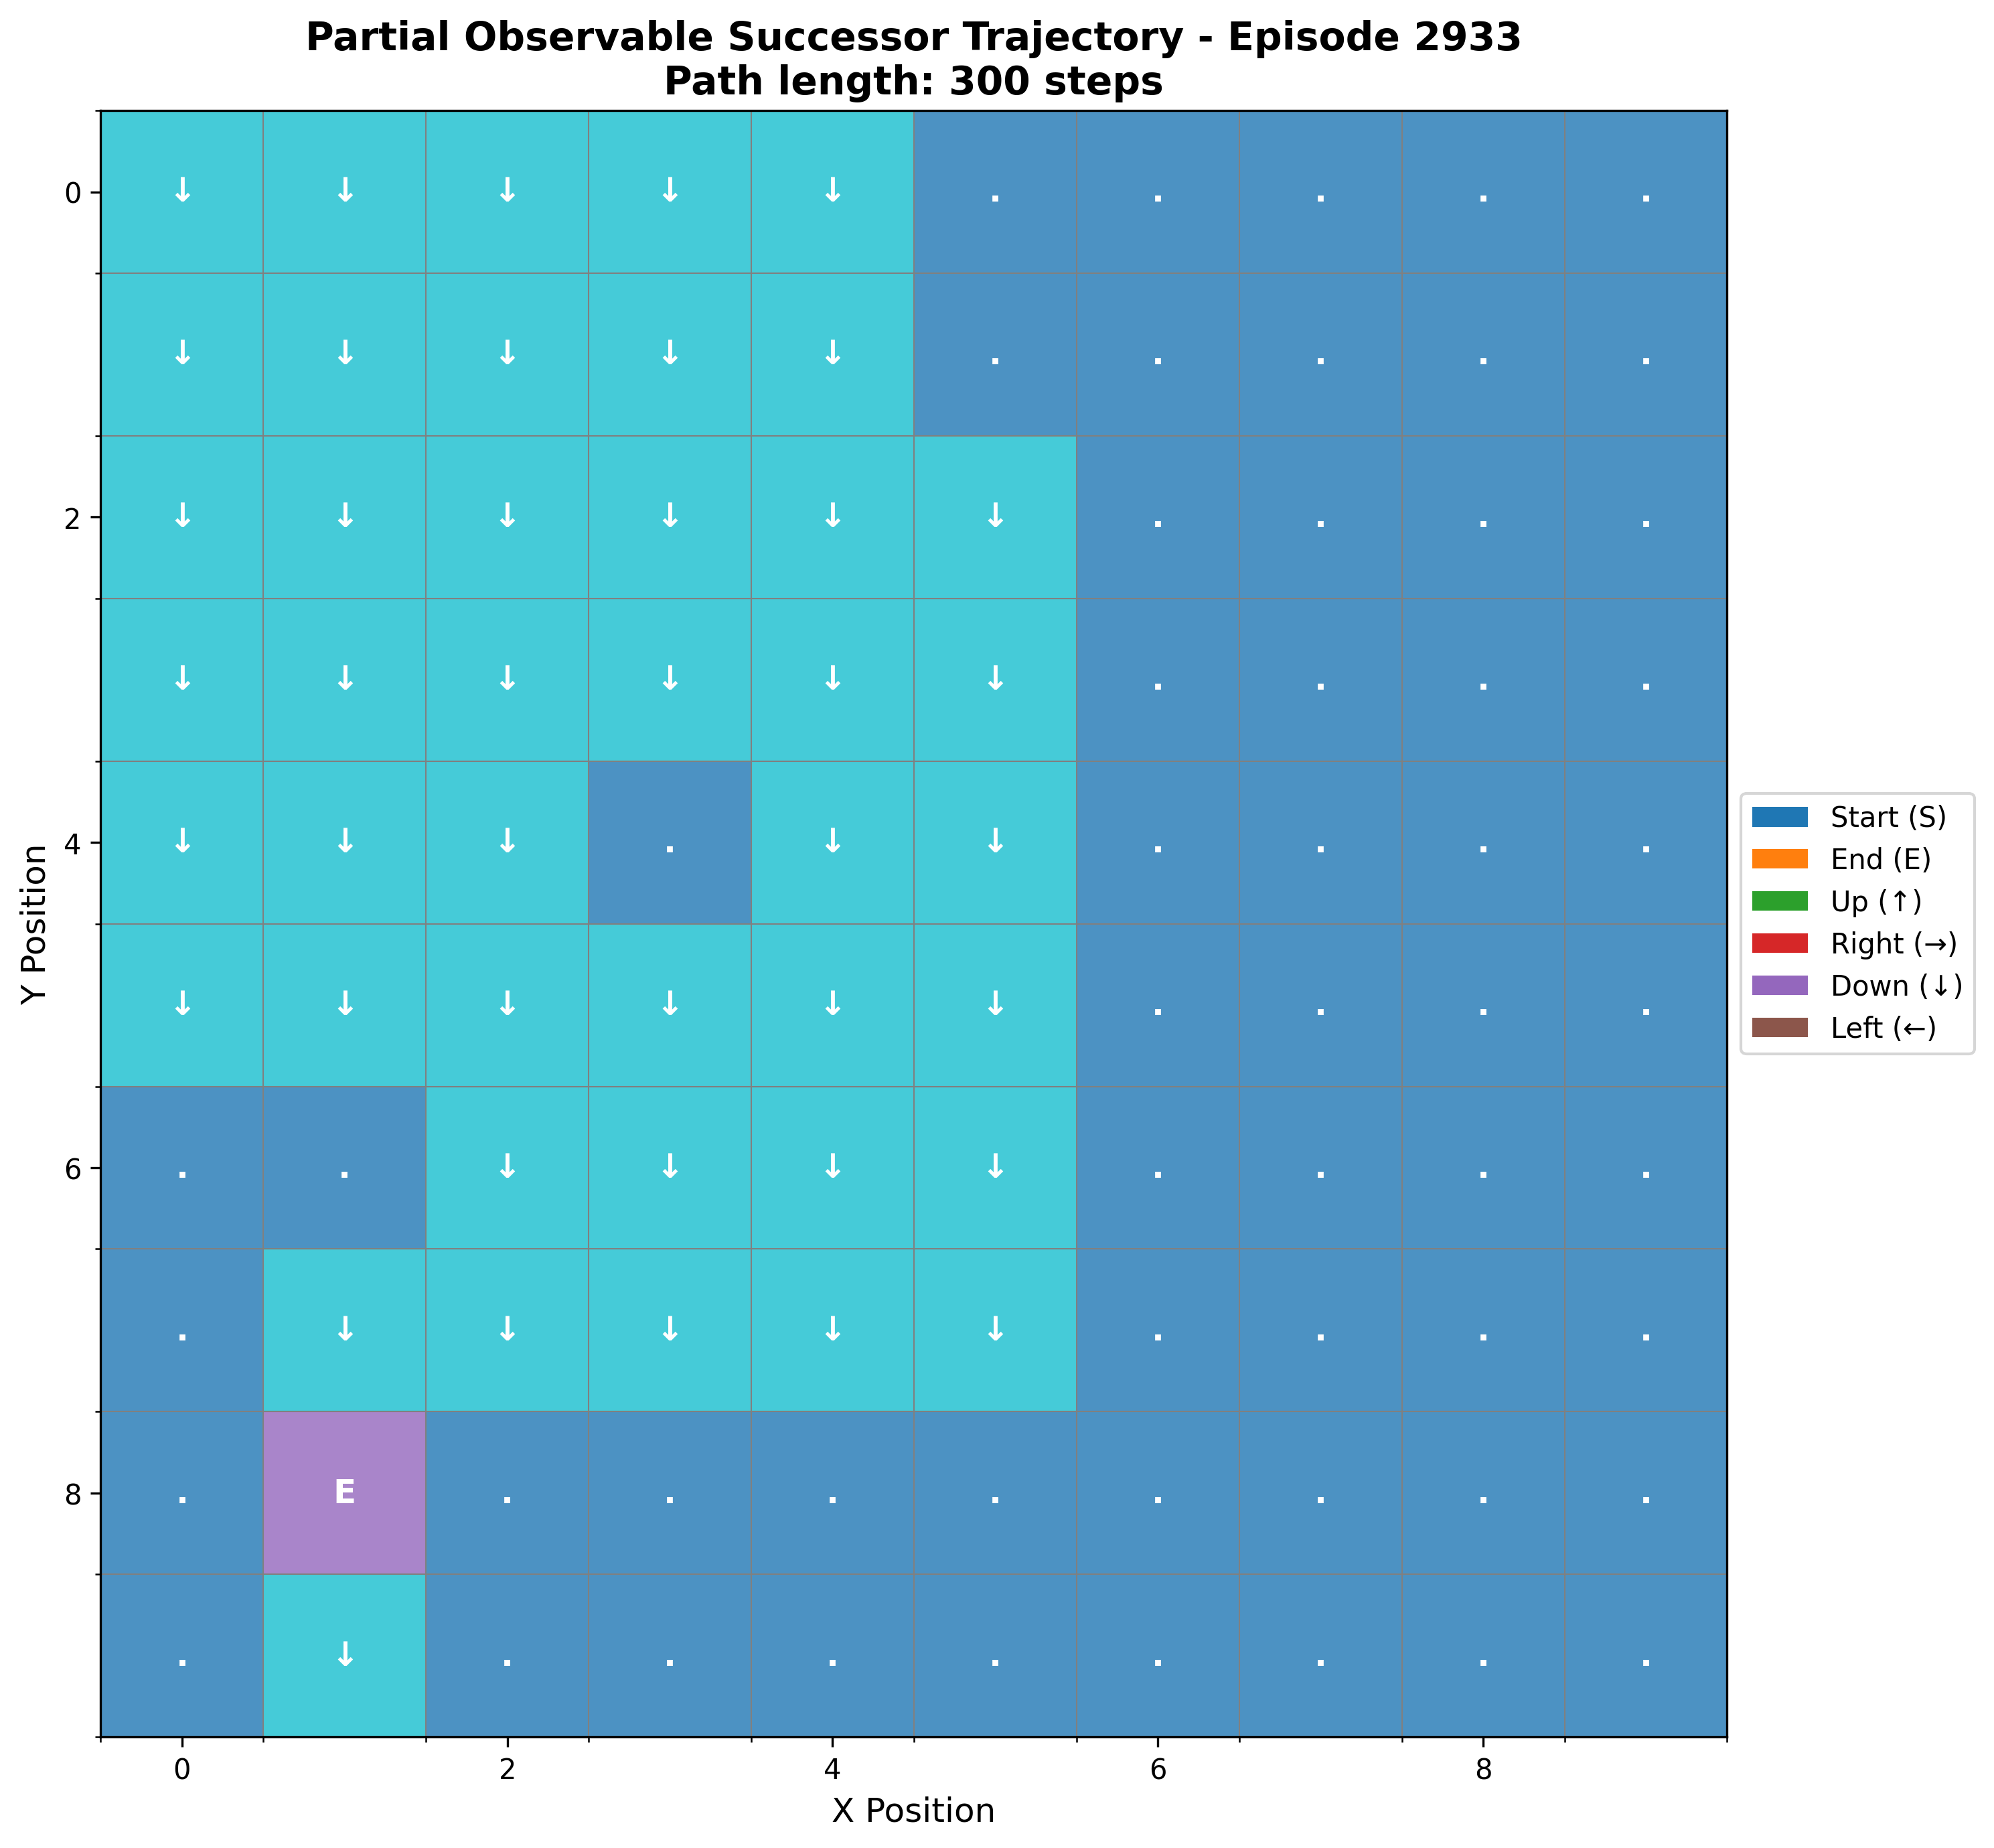 Partial Observable Successor Trajectory - Episode 2933
Path length: 300 steps
0 ↓ ↓ ↓ ↓ ↓ . . . . .
↓ ↓ ↓ ↓ ↓ . . . . .
2 ↓ ↓ ↓ ↓ ↓ ↓ . . . .
↓ ↓ ↓ ↓ ↓ ↓ . . . .
4 ↓ ↓ ↓ . ↓ ↓ . . . .
↓ ↓ ↓ ↓ ↓ ↓ . . . .
6 . . ↓ ↓ ↓ ↓ . . . .
. ↓ ↓ ↓ ↓ ↓ . . . .
8 . E . . . . . . . .
. ↓ . . . . . . . .
0 2 4 6 8
X Position
Y Position
Start (S)
End (E)
Up (↑)
Right (→)
Down (↓)
Left (←)